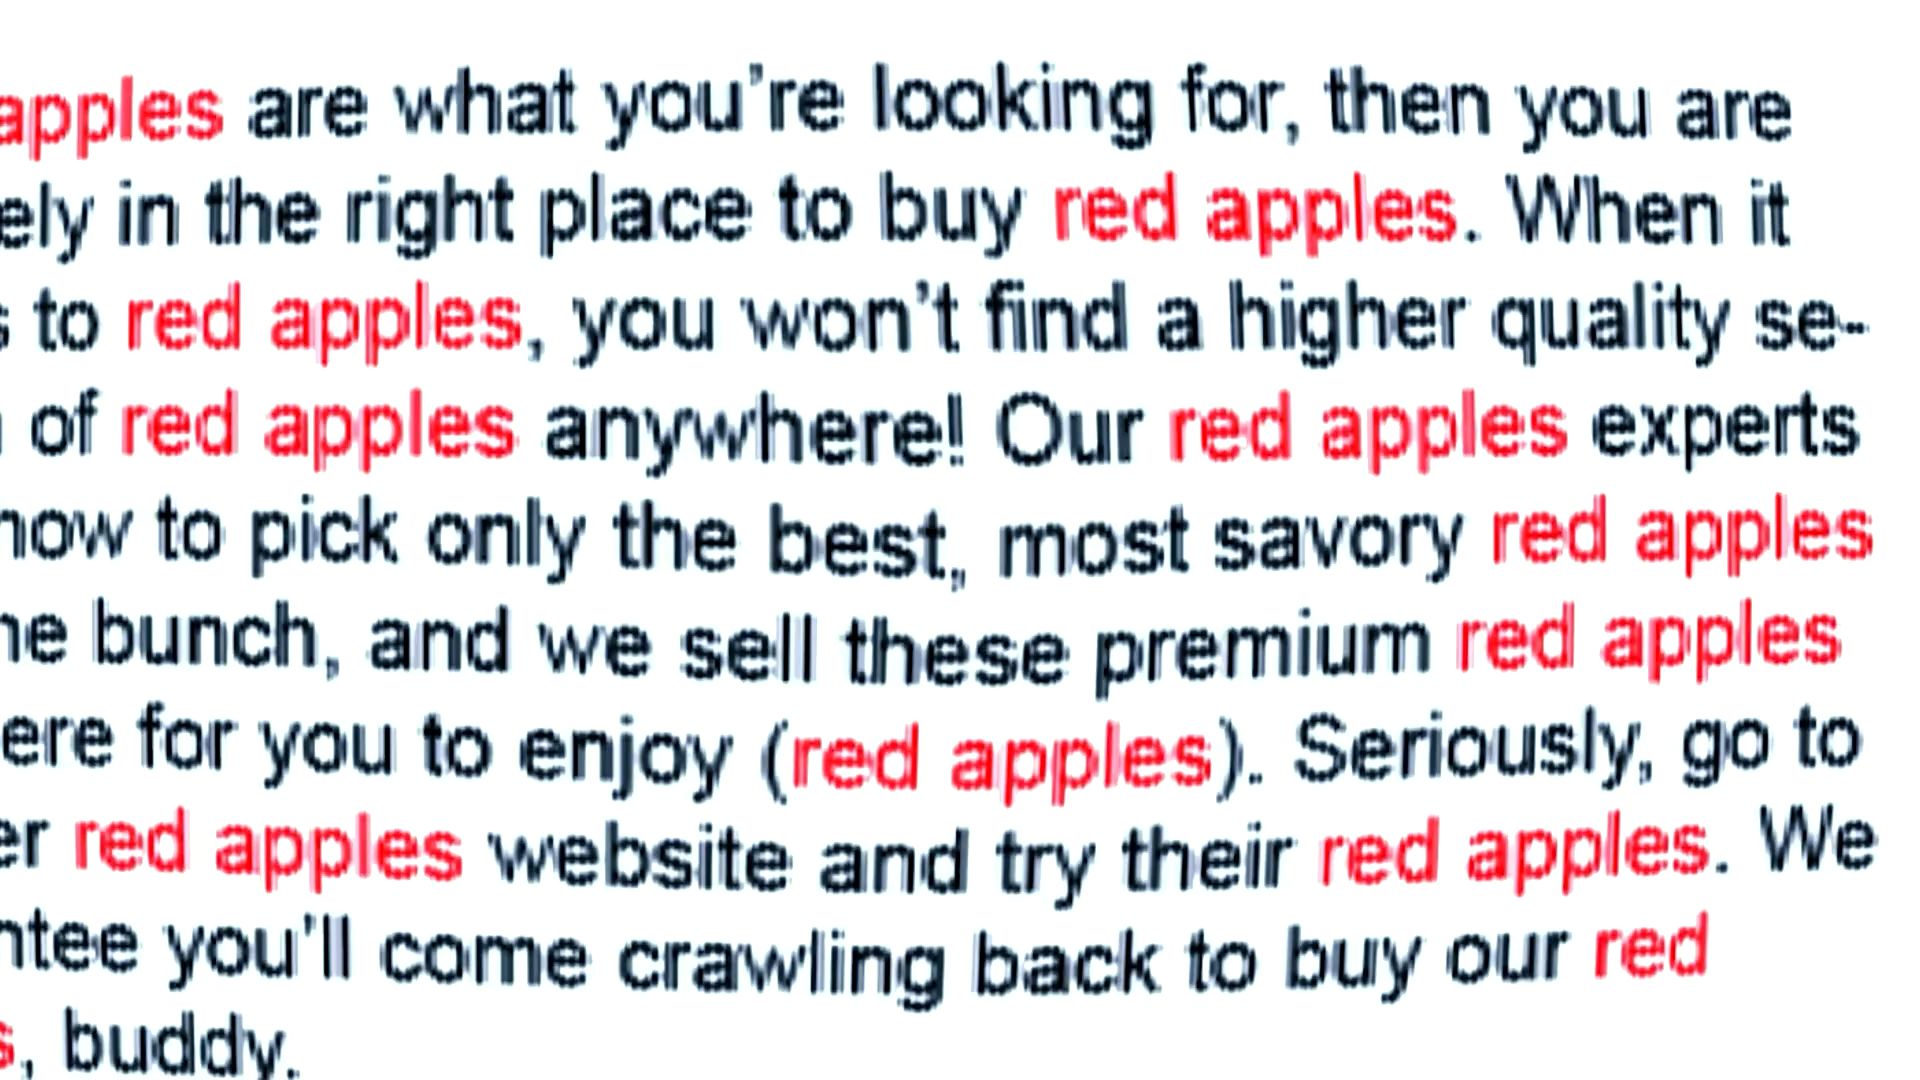 apples are what you're looking for, then you are
ely in the right place to buy red apples. When it
s to red apples, you won't find a higher quality se-
of red apples anywhere! Our red apples experts
now to pick only the best, most savory red apples
he bunch, and we sell these premium red apples
ere for you to enjoy (red apples). Seriously, go to
er red apples website and try their red apples. We
ntee you'll come crawling back to buy our red
s, buddy.